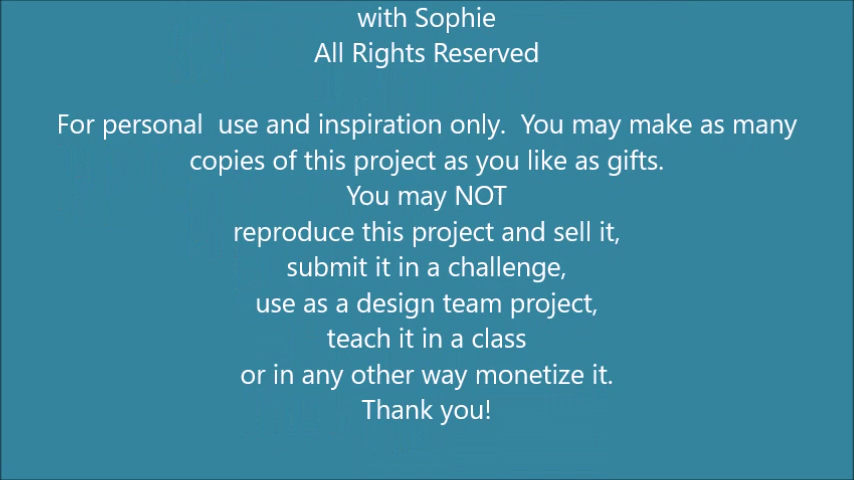 with Sophie
All Rights Reserved
For personal  use and inspiration only.  You may make as many
copies of this project as you like as gifts.
You may NOT
reproduce this project and sell it,
submit it in a challenge,
use as a design team project,
teach it in a class
or in any other way monetize it.
Thank you!